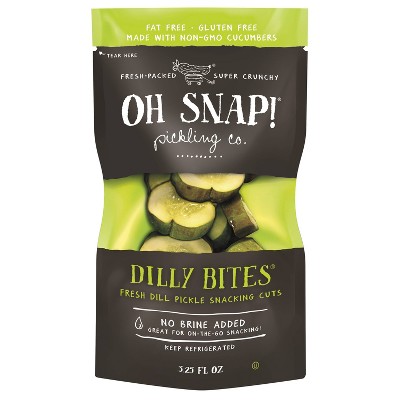 FAT FREE · GLUTEN FREE
MADE WITH NON-GMO CUCUMBERS
TEAR HERE
FRESH-PACKED SUPER CRUNCHY
OH SNAP!®
pickling co.
DILLY BITES®
FRESH DILL PICKLE SNACKING CUTS
NO BRINE ADDED
GREAT FOR ON-THE-GO SNACKING!
KEEP REFRIGERATED
U
3.25 FL OZ